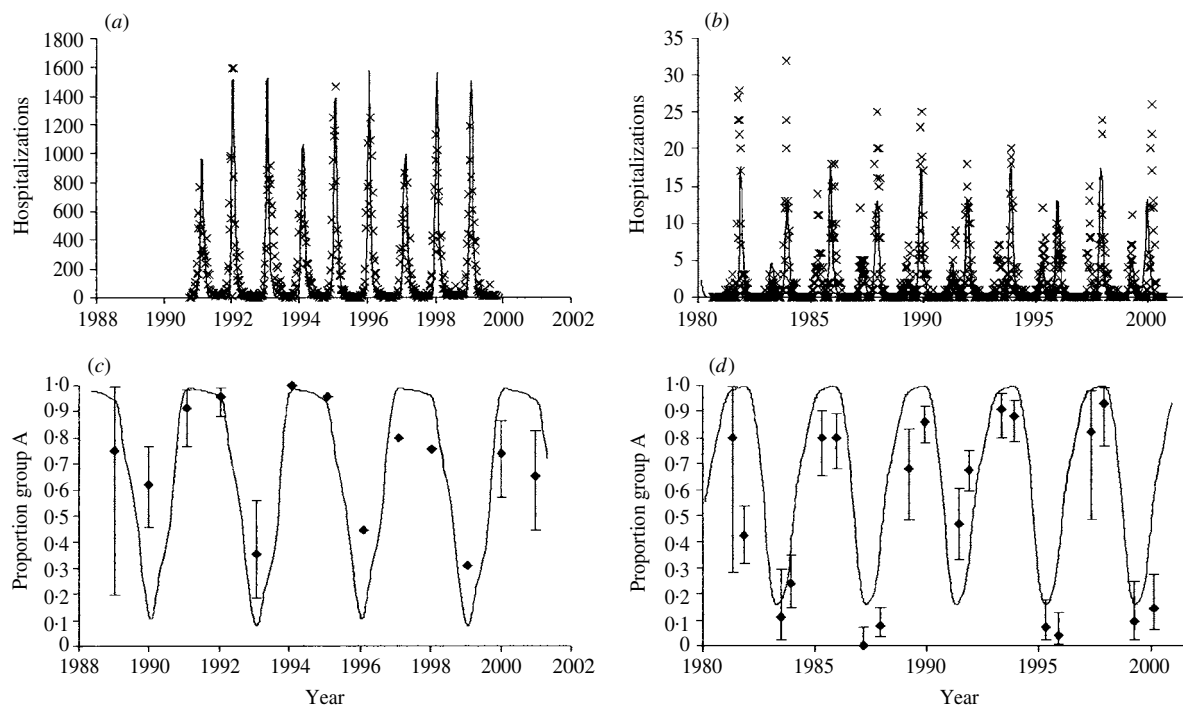 (a)
Hospitalizations
1800
1600
1400
1200
1000
800
600
400
200
0
1988 1990 1992 1994 1996 1998 2000 2002
(b)
Hospitalizations
35
30
25
20
15
10
5
0
1980 1985 1990 1995 2000
(c)
Proportion group A
1·0
0·9
0·8
0·7
0·6
0·5
0·4
0·3
0·2
0·1
0
1988 1990 1992 1994 1996 1998 2000 2002
Year
(d)
Proportion group A
1·0
0·9
0·8
0·7
0·6
0·5
0·4
0·3
0·2
0·1
0
1980 1985 1990 1995 2000
Year